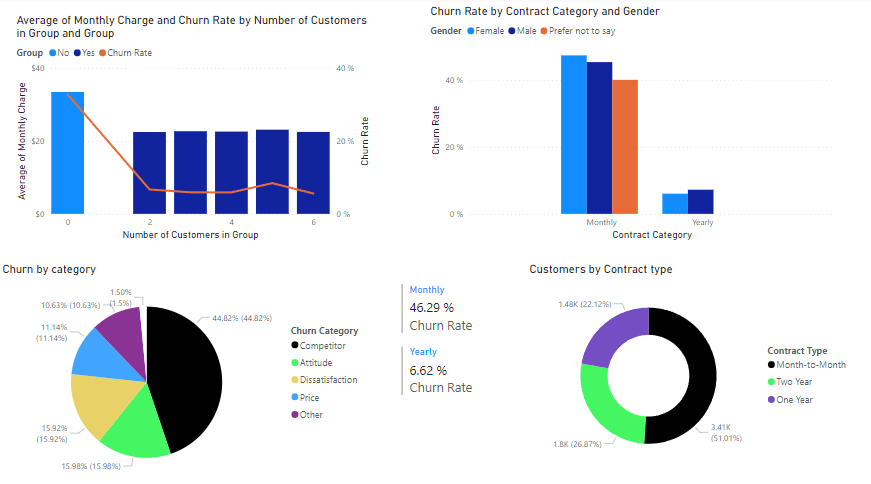 Average of Monthly Charge and Churn Rate by Number of Customers
in Group and Group
Group No Yes Churn Rate
$40
$20
$0
40 %
20 %
0 %
Average of Monthly Charge
Churn Rate
0 2 4 6
Number of Customers in Group
Churn Rate by Contract Category and Gender
Gender Female Male Prefer not to say
40 %
20 %
0 %
Churn Rate
Monthly Yearly
Contract Category
Churn by category
1.50%
(1.5%)
10.63% (10.63%)
11.14%
(11.14%)
15.92%
(15.92%)
15.98% (15.98%)
44.82% (44.82%)
Churn Category
Competitor
Attitude
Dissatisfaction
Price
Other
Monthly
46.29 %
Churn Rate
Yearly
6.62 %
Churn Rate
Customers by Contract type
1.48K (22.12%)
1.8K (26.87%)
3.41K
(51.01%)
Contract Type
Month-to-Month
Two Year
One Year